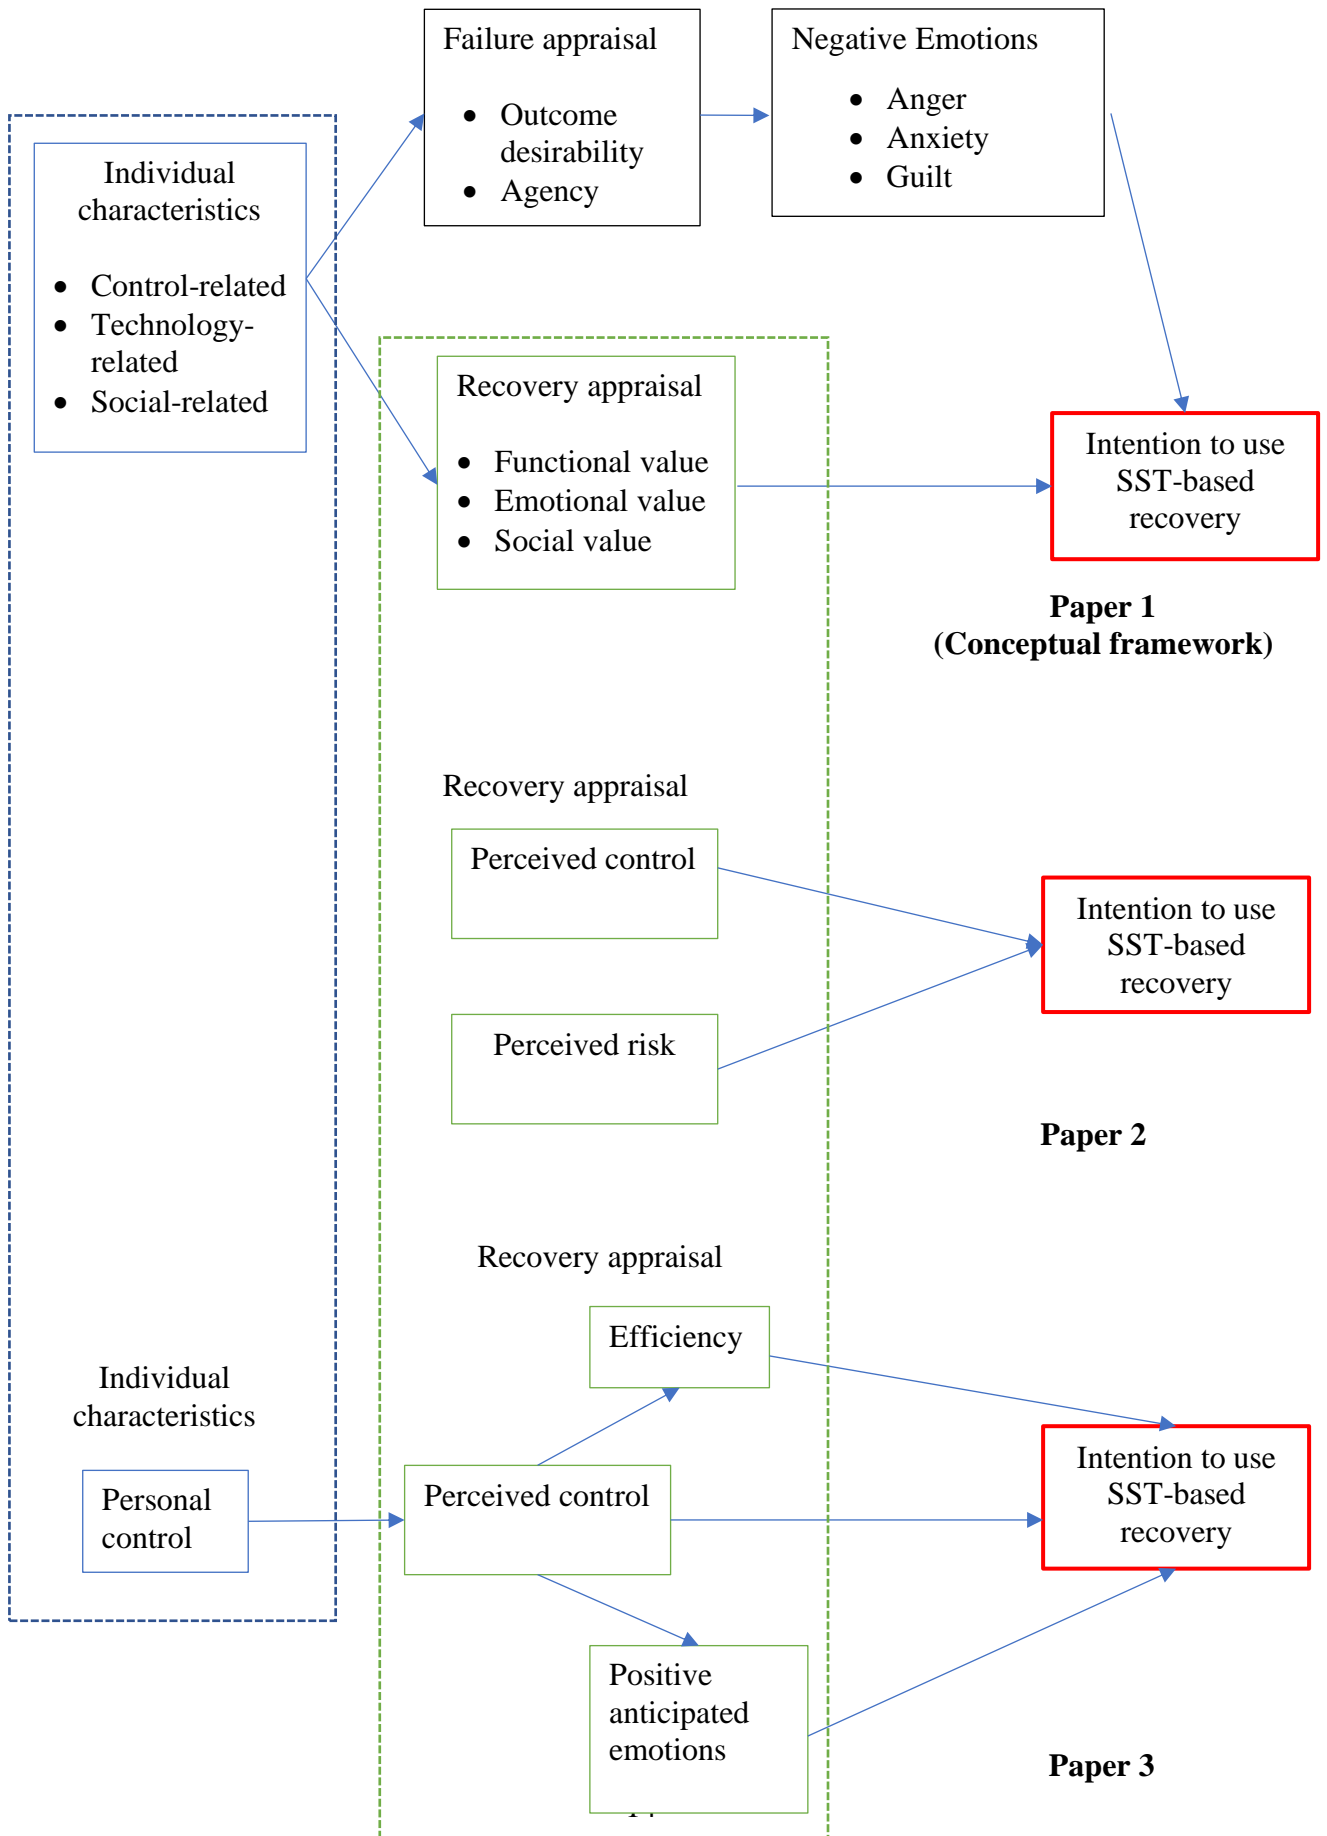 Failure appraisal
• Outcome
desirability
• Agency
Negative Emotions
• Anger
• Anxiety
• Guilt
Individual
characteristics
• Control-related
• Technology-
related
• Social-related
Recovery appraisal
• Functional value
• Emotional value
• Social value
Intention to use
SST-based
recovery
Paper 1
(Conceptual framework)
Recovery appraisal
Perceived control
Perceived risk
Intention to use
SST-based
recovery
Paper 2
Recovery appraisal
Efficiency
Individual
characteristics
Personal
control
Perceived control
Intention to use
SST-based
recovery
Positive
anticipated
emotions
Paper 3